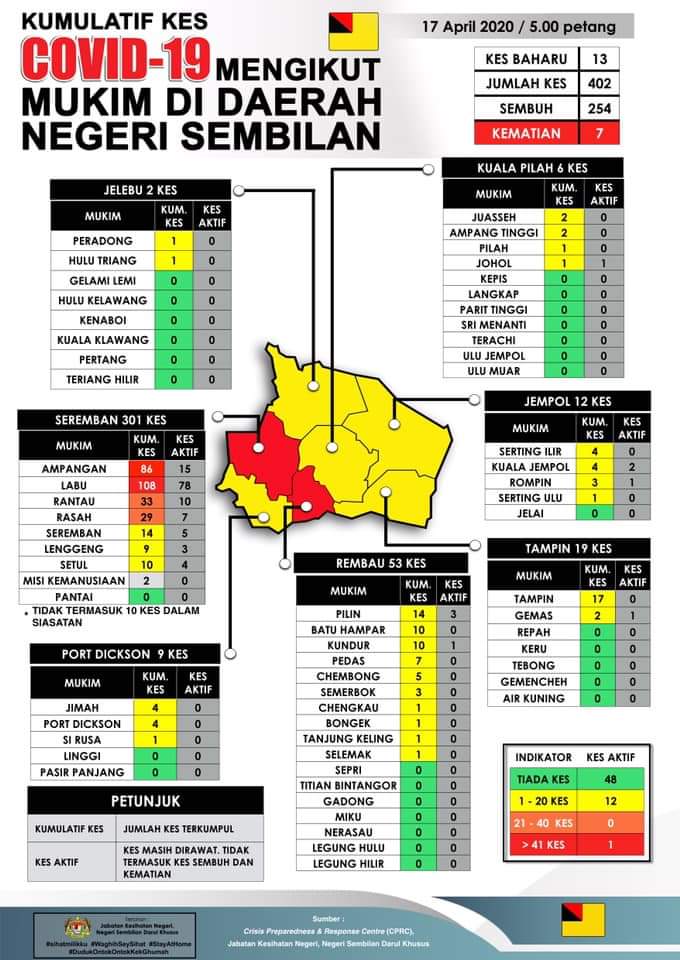 KUMULATIF KES
COVID-19 MENGIKUT
MUKIM DI DAERAH
NEGERI SEMBILAN
17 April 2020 / 5.00 petang
KES BAHARU 13
JUMLAH KES 402
SEMBUH 254
KEMATIAN 7
JELEBU 2 KES
MUKIM KUM. KES KES AKTIF
PERADONG 1 0
HULU TRIANG 1 0
GELAMI LEMI 0 0
HULU KELAWANG 0 0
KENABOI 0 0
KUALA KLAWANG 0 0
PERTANG 0 0
TERIANG HILIR 0 0
KUALA PILAH 6 KES
MUKIM KUM. KES KES AKTIF
JUASSEH 2 0
AMPANG TINGGI 2 0
PILAH 1 0
JOHOL 1 1
KEPIS 0 0
LANGKAP 0 0
PARIT TINGGI 0 0
SRI MENANTI 0 0
TERACHI 0 0
ULU JEMPOL 0 0
ULU MUAR 0 0
SEREMBAN 301 KES
MUKIM KUM. KES KES AKTIF
AMPANGAN 86 15
LABU 108 78
RANTAU 33 10
RASAH 29 7
SEREMBAN 14 5
LENGGENG 9 3
SETUL 10 4
MISI KEMANUSIAAN 2 0
PANTAI 0 0
• TIDAK TERMASUK 10 KES DALAM
SIASATAN
JEMPOL 12 KES
MUKIM KUM. KES KES AKTIF
SERTING ILIR 4 0
KUALA JEMPOL 4 2
ROMPIN 3 1
SERTING ULU 1 0
JELAI 0 0
PORT DICKSON 9 KES
MUKIM KUM. KES KES AKTIF
JIMAH 4 0
PORT DICKSON 4 0
SI RUSA 1 0
LINGGI 0 0
PASIR PANJANG 0 0
REMBAU 53 KES
MUKIM KUM. KES KES AKTIF
PILIN 14 3
BATU HAMPAR 10 0
KUNDUR 10 1
PEDAS 7 0
CHEMBONG 5 0
SEMERBOK 3 0
CHENGKAU 1 0
BONGEK 1 0
TANJUNG KELING 1 0
SELEMAK 1 0
SEPRI 0 0
TITIAN BINTANGOR 0 0
GADONG 0 0
MIKU 0 0
NERASAU 0 0
LEGUNG HULU 0 0
LEGUNG HILIR 0 0
TAMPIN 19 KES
MUKIM KUM. KES KES AKTIF
TAMPIN 17 0
GEMAS 2 1
REPAH 0 0
KERU 0 0
TEBONG 0 0
GEMENCHEH 0 0
AIR KUNING 0 0
INDIKATOR KES AKTIF
TIADA KES 48
1 - 20 KES 12
21 - 40 KES 0
> 41 KES 1
PETUNJUK
KUMULATIF KES JUMLAH KES TERKUMPUL
KES AKTIF KES MASIH DIRAWAT. TIDAK
TERMASUK KES SEMBUH DAN
KEMATIAN
Jabatan Kesihatan Negeri,
Negeri Sembilan Darul Khusus
#sihatmilikku #WaghihSeySihat #StayAtHome
#DudukOntokOntokKekGhumah
Sumber :
Crisis Preparedness & Response Centre (CPRC),
Jabatan Kesihatan Negeri, Negeri Sembilan Darul Khusus